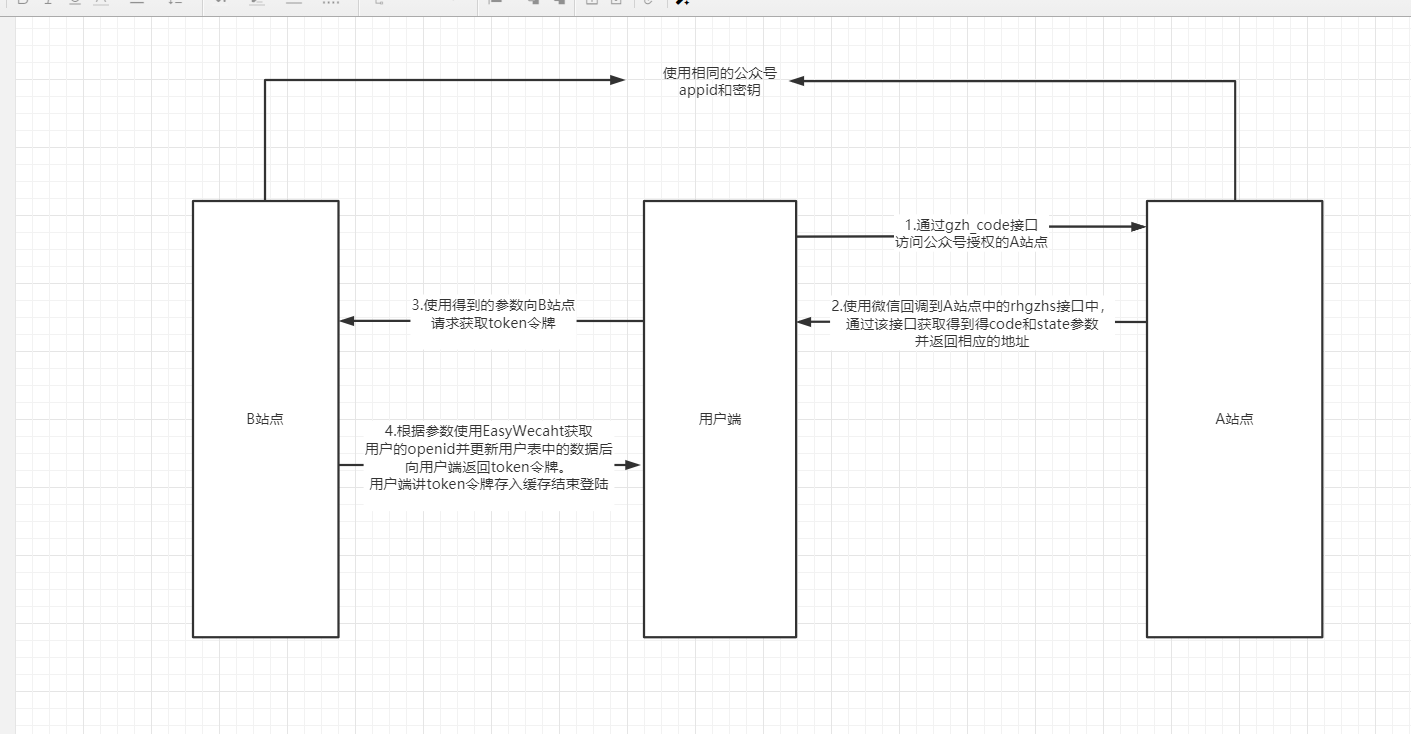 使用相同的公众号
appid和密钥
1.通过gzh_code接口
访问公众号授权的A站点
3.使用得到的参数向B站点
请求获取token令牌
2.使用微信回调到A站点中的rhgzhs接口中，
通过该接口获取得到得code和state参数
并返回相应的地址
B站点
用户端
A站点
4.根据参数使用EasyWecaht获取
用户的openid并更新用户表中的数据后
向用户端返回token令牌。
用户端讲token令牌存入缓存结束登陆